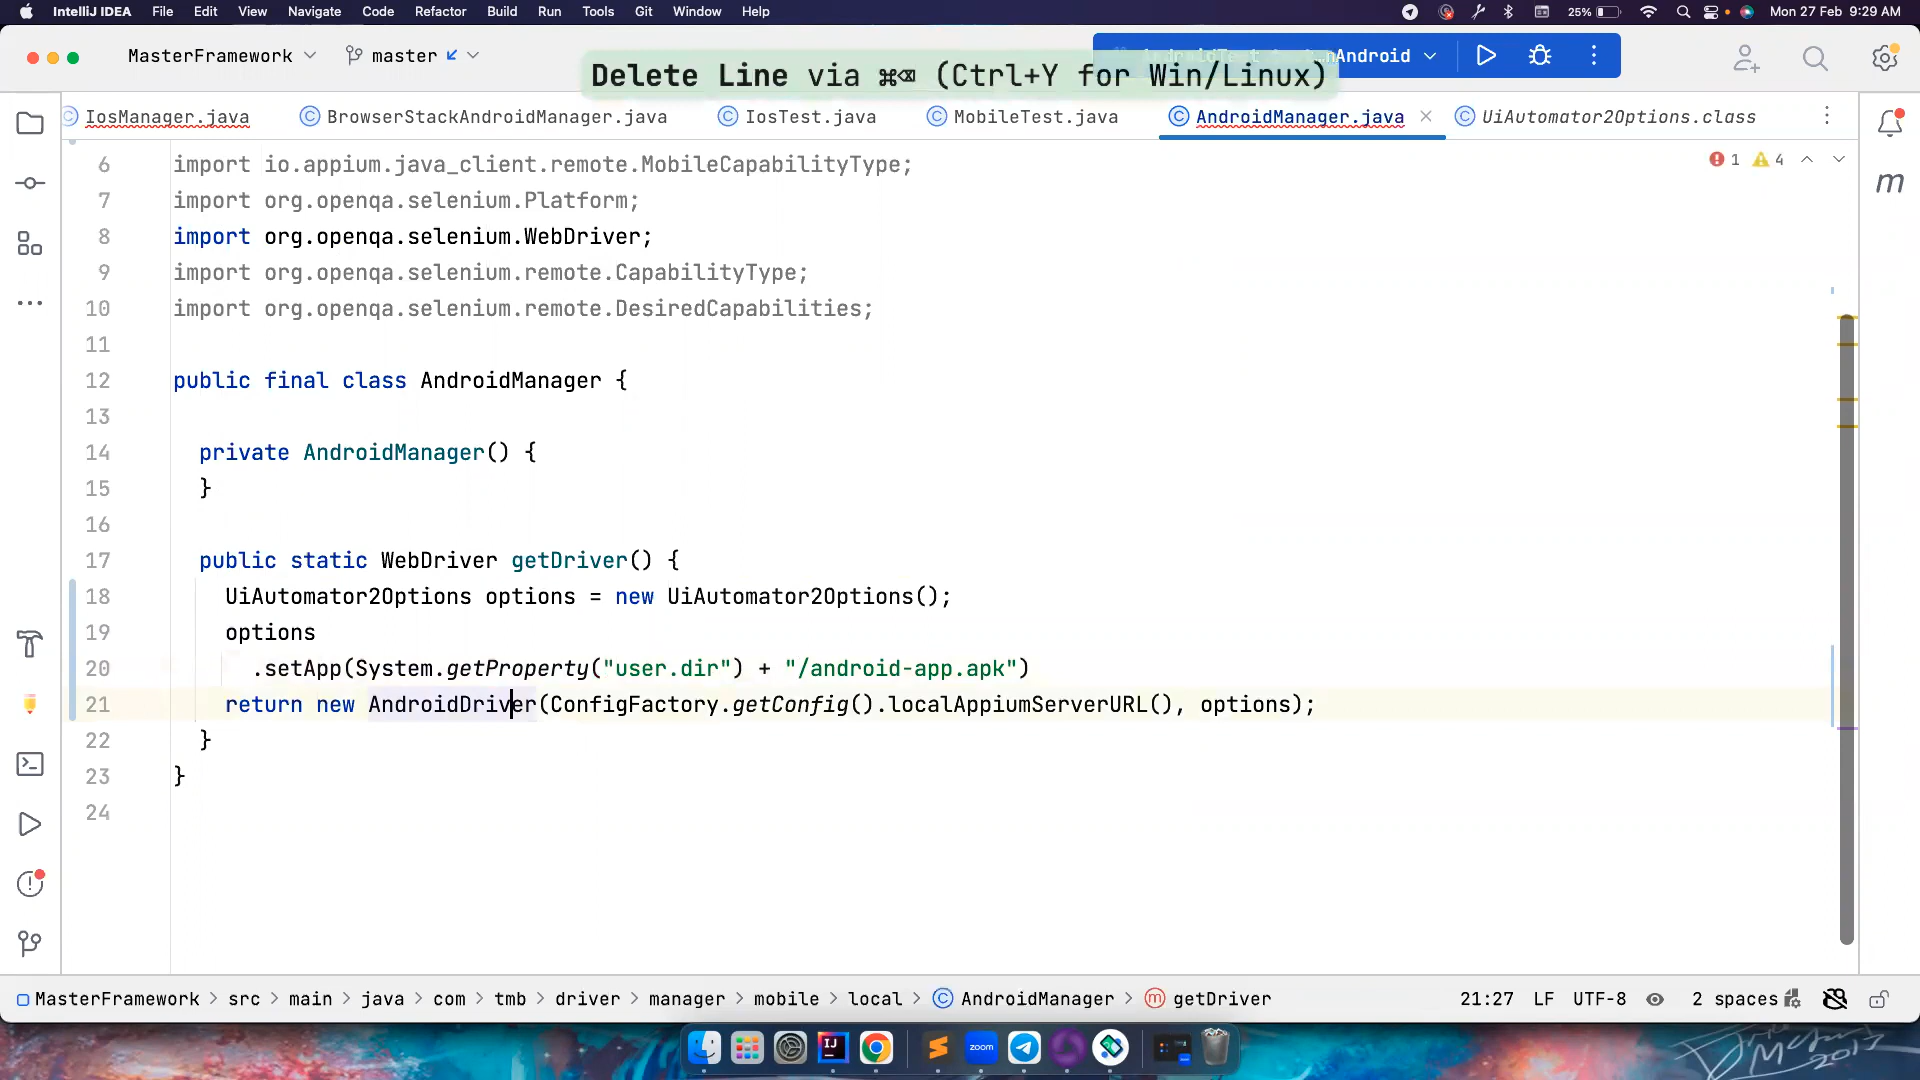 IntelliJ IDEA File Edit View Navigate Code Refactor Build Run Tools Git Window Help 25% Mon 27 Feb 9:29 AM
MasterFramework master nAndroid
Delete Line via ⌘⌫ (Ctrl+Y for Win/Linux)
IosManager.java BrowserStackAndroidManager.java IosTest.java MobileTest.java AndroidManager.java UiAutomator2Options.class
1 4
6 import io.appium.java_client.remote.MobileCapabilityType;
7 import org.openqa.selenium.Platform;
8 import org.openqa.selenium.WebDriver;
9 import org.openqa.selenium.remote.CapabilityType;
10 import org.openqa.selenium.remote.DesiredCapabilities;
11
12 public final class AndroidManager {
13
14 private AndroidManager() {
15 }
16
17 public static WebDriver getDriver() {
18 UiAutomator2Options options = new UiAutomator2Options();
19 options
20 .setApp(System.getProperty("user.dir") + "/android-app.apk")
21 return new AndroidDriver(ConfigFactory.getConfig().localAppiumServerURL(), options);
22 }
23 }
24
MasterFramework > src > main > java > com > tmb > driver > manager > mobile > local > AndroidManager > getDriver 21:27 LF UTF-8 2 spaces
zoom
2017